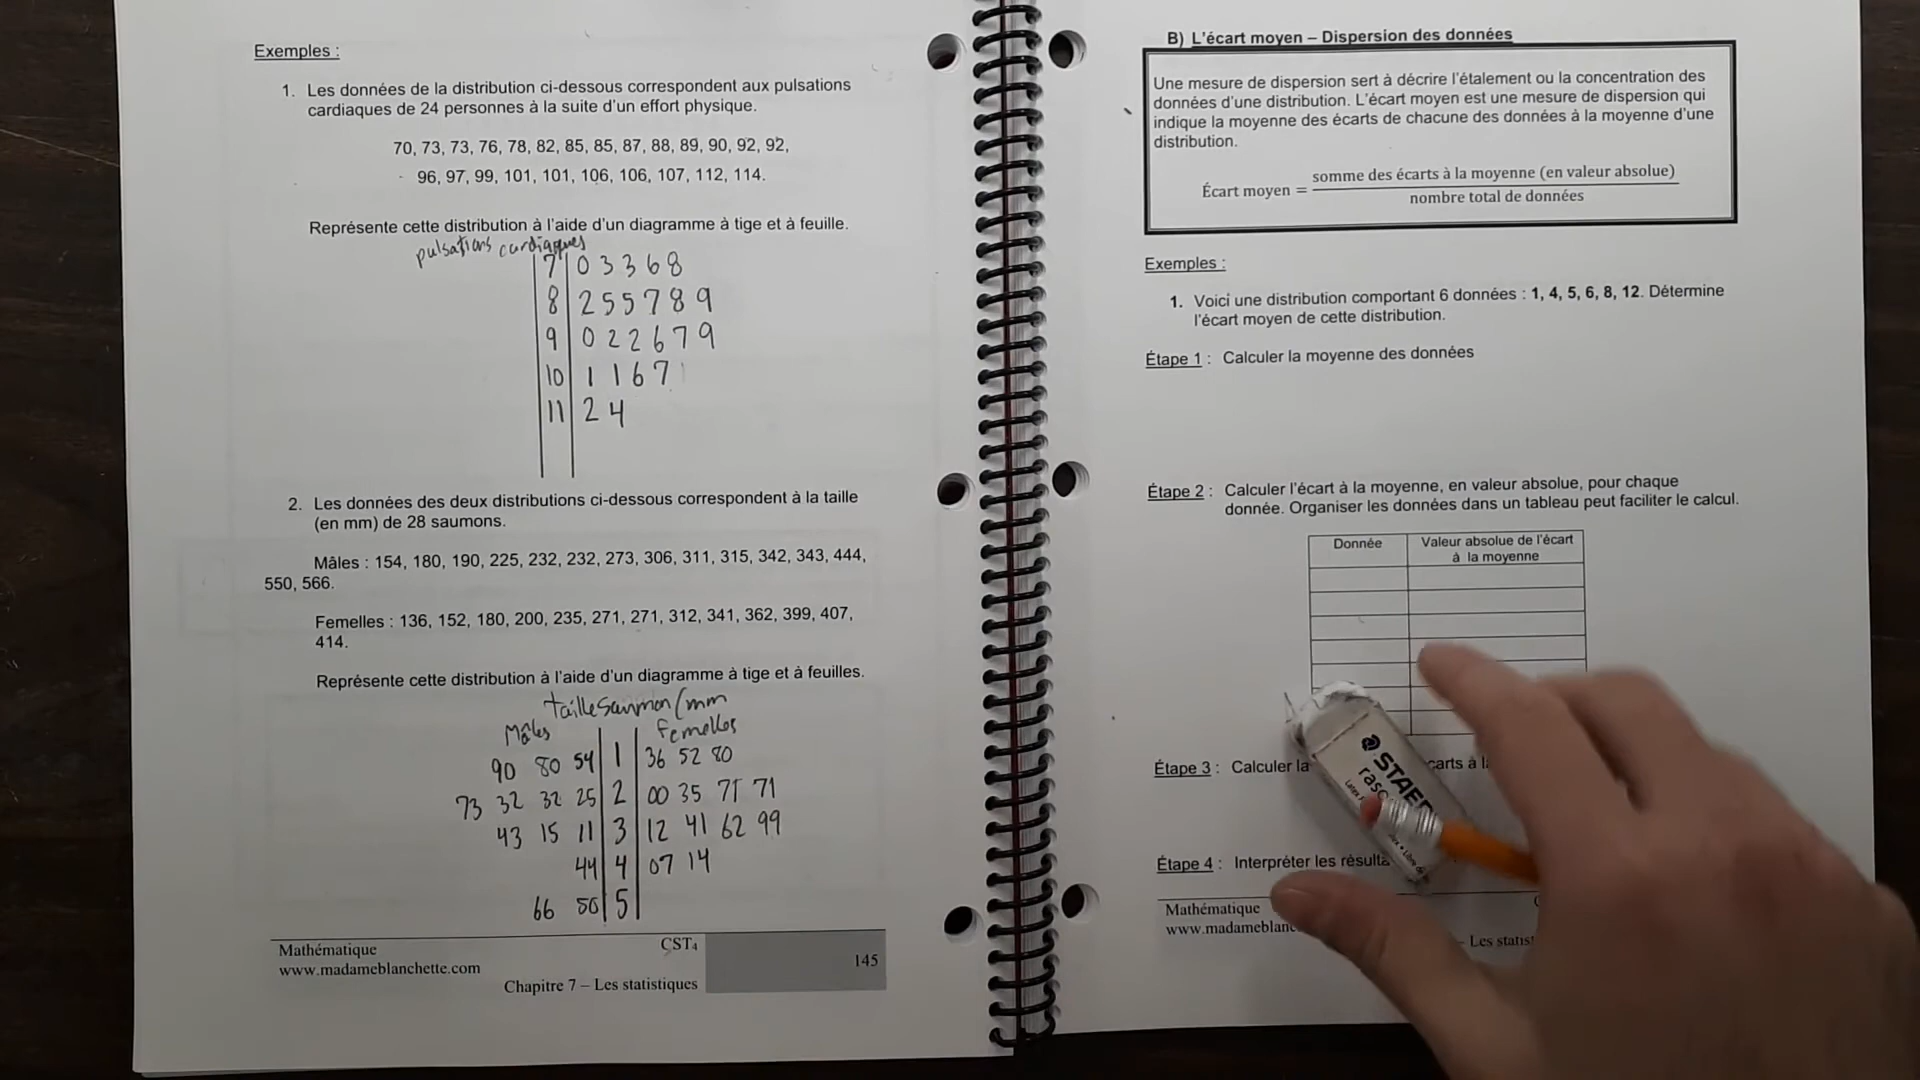 Exemples :
1. Les données de la distribution ci-dessous correspondent aux pulsations
cardiaques de 24 personnes à la suite d'un effort physique.
70, 73, 73, 76, 78, 82, 85, 85, 87, 88, 89, 90, 92, 92,
96, 97, 99, 101, 101, 106, 106, 107, 112, 114.
Représente cette distribution à l'aide d'un diagramme à tige et à feuille.
pulsations cardiaques
7 | 0 3 3 6 8
8 | 2 5 5 7 8 9
9 | 0 2 2 6 7 9
10 | 1 1 6 7
11 | 2 4
2. Les données des deux distributions ci-dessous correspondent à la taille
(en mm) de 28 saumons.
Mâles : 154, 180, 190, 225, 232, 232, 273, 306, 311, 315, 342, 343, 444,
550, 566.
Femelles : 136, 152, 180, 200, 235, 271, 271, 312, 341, 362, 399, 407,
414.
Représente cette distribution à l'aide d'un diagramme à tige et à feuilles.
taille saumon (mm
Mâles Femelles
90 80 54 | 1 | 36 52 80
73 32 32 25 | 2 | 00 35 71 71
43 15 11 | 3 | 12 41 62 99
44 | 4 | 07 14
66 50 | 5 |
Mathématique CST4
www.madameblanchette.com 145
Chapitre 7 – Les statistiques
B) L'écart moyen – Dispersion des données
Une mesure de dispersion sert à décrire l'étalement ou la concentration des
données d'une distribution. L'écart moyen est une mesure de dispersion qui
indique la moyenne des écarts de chacune des données à la moyenne d'une
distribution.
Écart moyen = somme des écarts à la moyenne (en valeur absolue)
nombre total de données
Exemples :
1. Voici une distribution comportant 6 données : 1, 4, 5, 6, 8, 12. Détermine
l'écart moyen de cette distribution.
Étape 1 : Calculer la moyenne des données
Étape 2 : Calculer l'écart à la moyenne, en valeur absolue, pour chaque
donnée. Organiser les données dans un tableau peut faciliter le calcul.
Donnée Valeur absolue de l'écart
à la moyenne
STAED
Étape 3 : Calculer la carts à l
Étape 4 : Interpréter les résulta
Mathématique
www.madameblanc
– Les statist